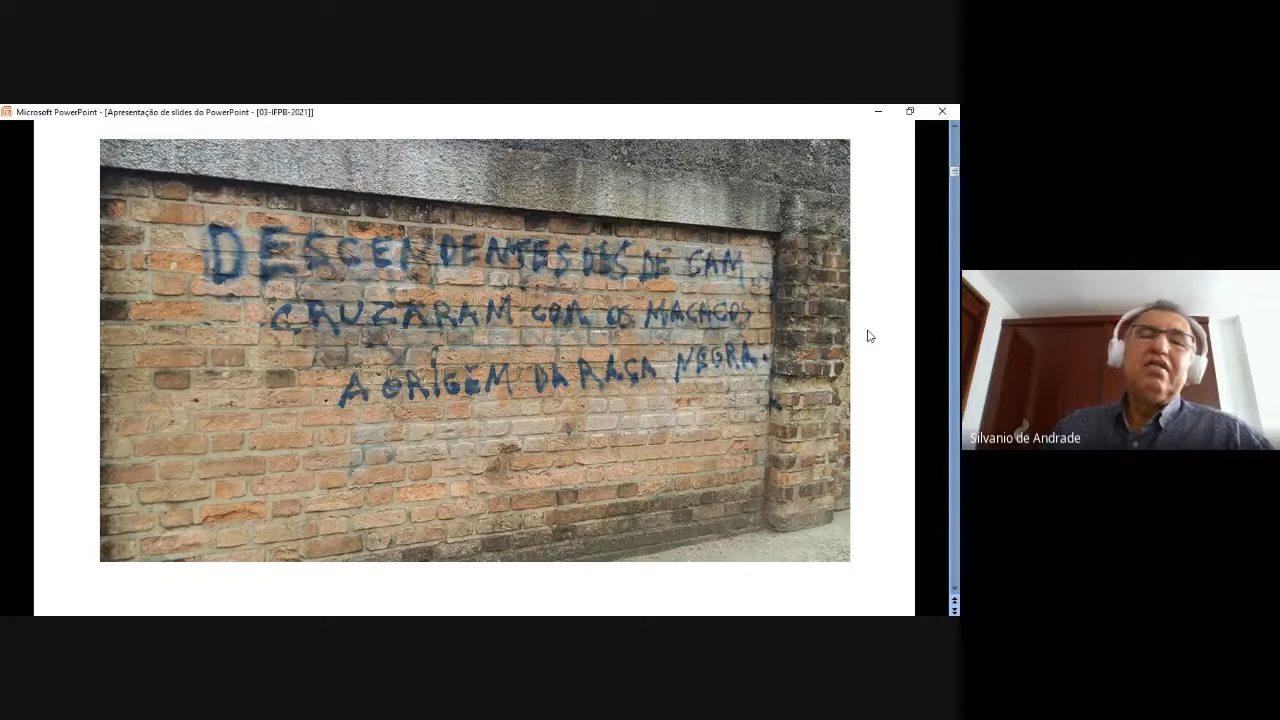 Microsoft PowerPoint - [Apresentação de slides do PowerPoint - [03-IFPB-2021]]
DESCENDENTES DES DE CAM
CRUZARAM COM OS MACACOS
A ORIGEM DA RAÇA NEGRA.
Silvanio de Andrade